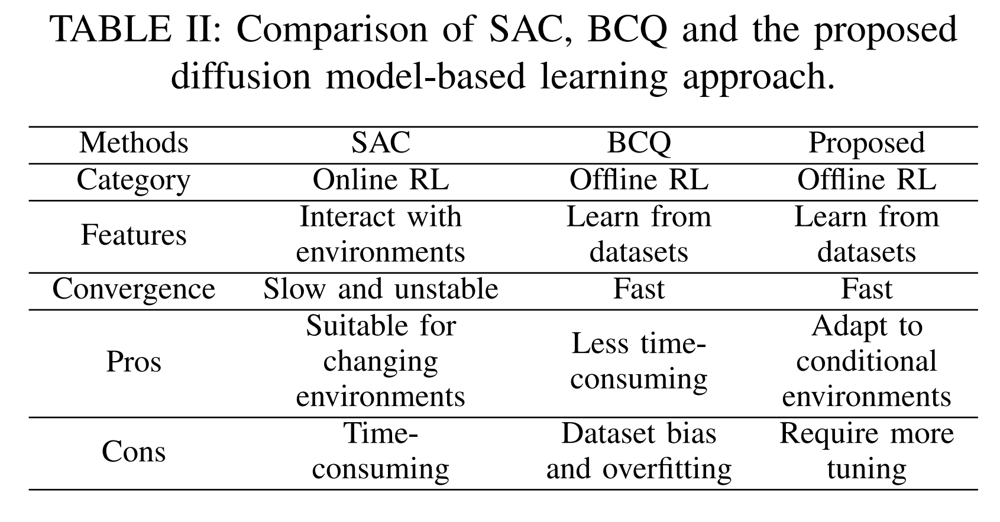 TABLE II: Comparison of SAC, BCQ and the proposed
diffusion model-based learning approach.
Methods SAC BCQ Proposed
Category Online RL Offline RL Offline RL
Features Interact with environments Learn from datasets Learn from datasets
Convergence Slow and unstable Fast Fast
Pros Suitable for changing environments Less time-consuming Adapt to conditional environments
Cons Time-consuming Dataset bias and overfitting Require more tuning